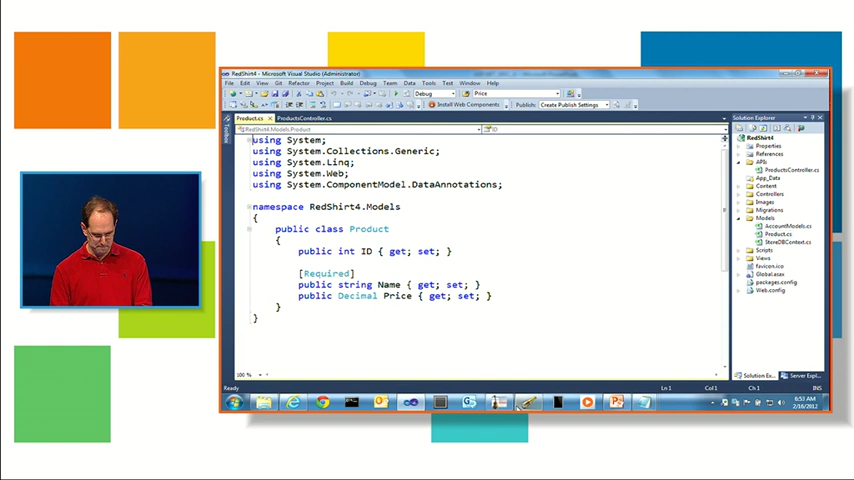 RedShirt4 - Microsoft Visual Studio (Administrator)
File Edit View Git Refactor Project Build Debug Team Data Tools Test Window Help
Debug Price
Install Web Components Publish: Create Publish Settings
Product.cs ProductsController.cs
RedShirt4.Models.Product ID
Toolbox
using System;
using System.Collections.Generic;
using System.Linq;
using System.Web;
using System.ComponentModel.DataAnnotations;
namespace RedShirt4.Models
{
public class Product
{
public int ID { get; set; }
[Required]
public string Name { get; set; }
public Decimal Price { get; set; }
}
}
100 %
Solution Explorer
RedShirt4
Properties
References
APIs
ProductsController.cs
App_Data
Content
Controllers
Images
Migrations
Models
AccountModels.cs
Product.cs
StoreDBContext.cs
Scripts
Views
favicon.ico
Global.asax
packages.config
Web.config
Solution Ex... Server Expl...
Ready Ln 1 Col 1 Ch 1 INS
6:53 AM
2/16/2012